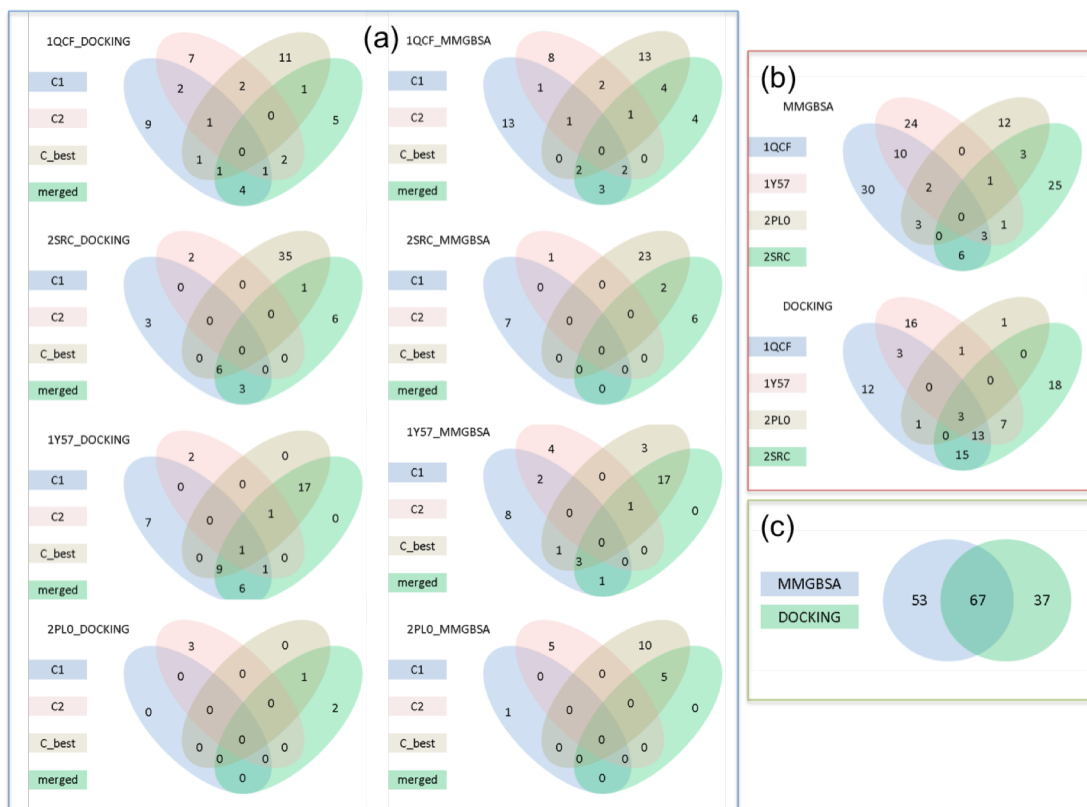 (a)
1QCF_DOCKING
C1
C2
C_best
merged
7
11
2
2
1
9
1
0
5
1
0
2
1
1
4
1QCF_MMGBSA
C1
C2
C_best
merged
8
13
1
2
4
13
1
1
4
0
0
0
2
2
3
2SRC_DOCKING
C1
C2
C_best
merged
2
35
0
0
1
3
0
0
6
0
0
0
6
0
3
2SRC_MMGBSA
C1
C2
C_best
merged
1
23
0
0
2
7
0
0
6
0
0
0
0
0
0
1Y57_DOCKING
C1
C2
C_best
merged
2
0
0
0
17
7
0
1
0
0
1
0
9
1
6
1Y57_MMGBSA
C1
C2
C_best
merged
4
3
2
0
17
8
0
1
0
1
0
0
3
0
1
2PL0_DOCKING
C1
C2
C_best
merged
3
0
0
0
1
0
0
0
2
0
0
0
0
0
0
2PL0_MMGBSA
C1
C2
C_best
merged
5
10
0
0
5
1
0
0
0
0
0
0
0
0
0
(b)
MMGBSA
1QCF
1Y57
2PL0
2SRC
24
12
10
0
3
30
2
1
25
3
0
1
0
3
6
DOCKING
1QCF
1Y57
2PL0
2SRC
16
1
3
1
0
12
0
0
18
1
3
7
0
13
15
(c)
MMGBSA
DOCKING
53
67
37